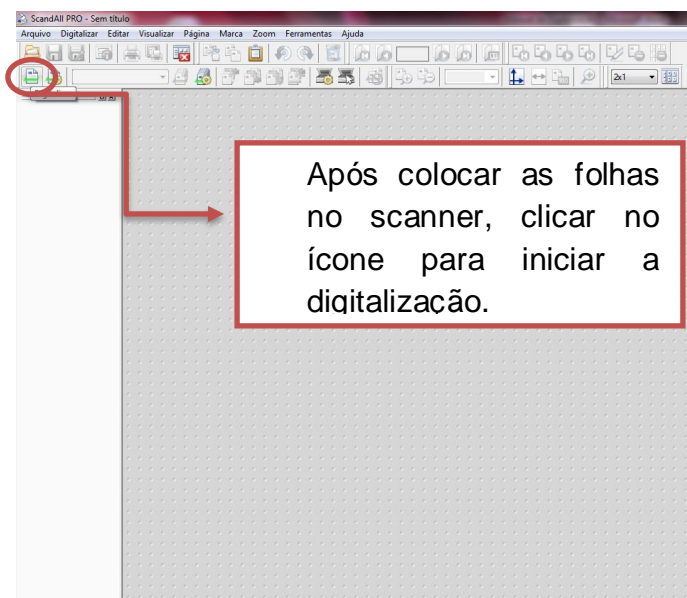 ScandAll PRO - Sem título
Arquivo Digitalizar Editar Visualizar Página Marca Zoom Ferramentas Ajuda
2x1
Após colocar as folhas
no scanner, clicar no
ícone para iniciar a
digitalização.